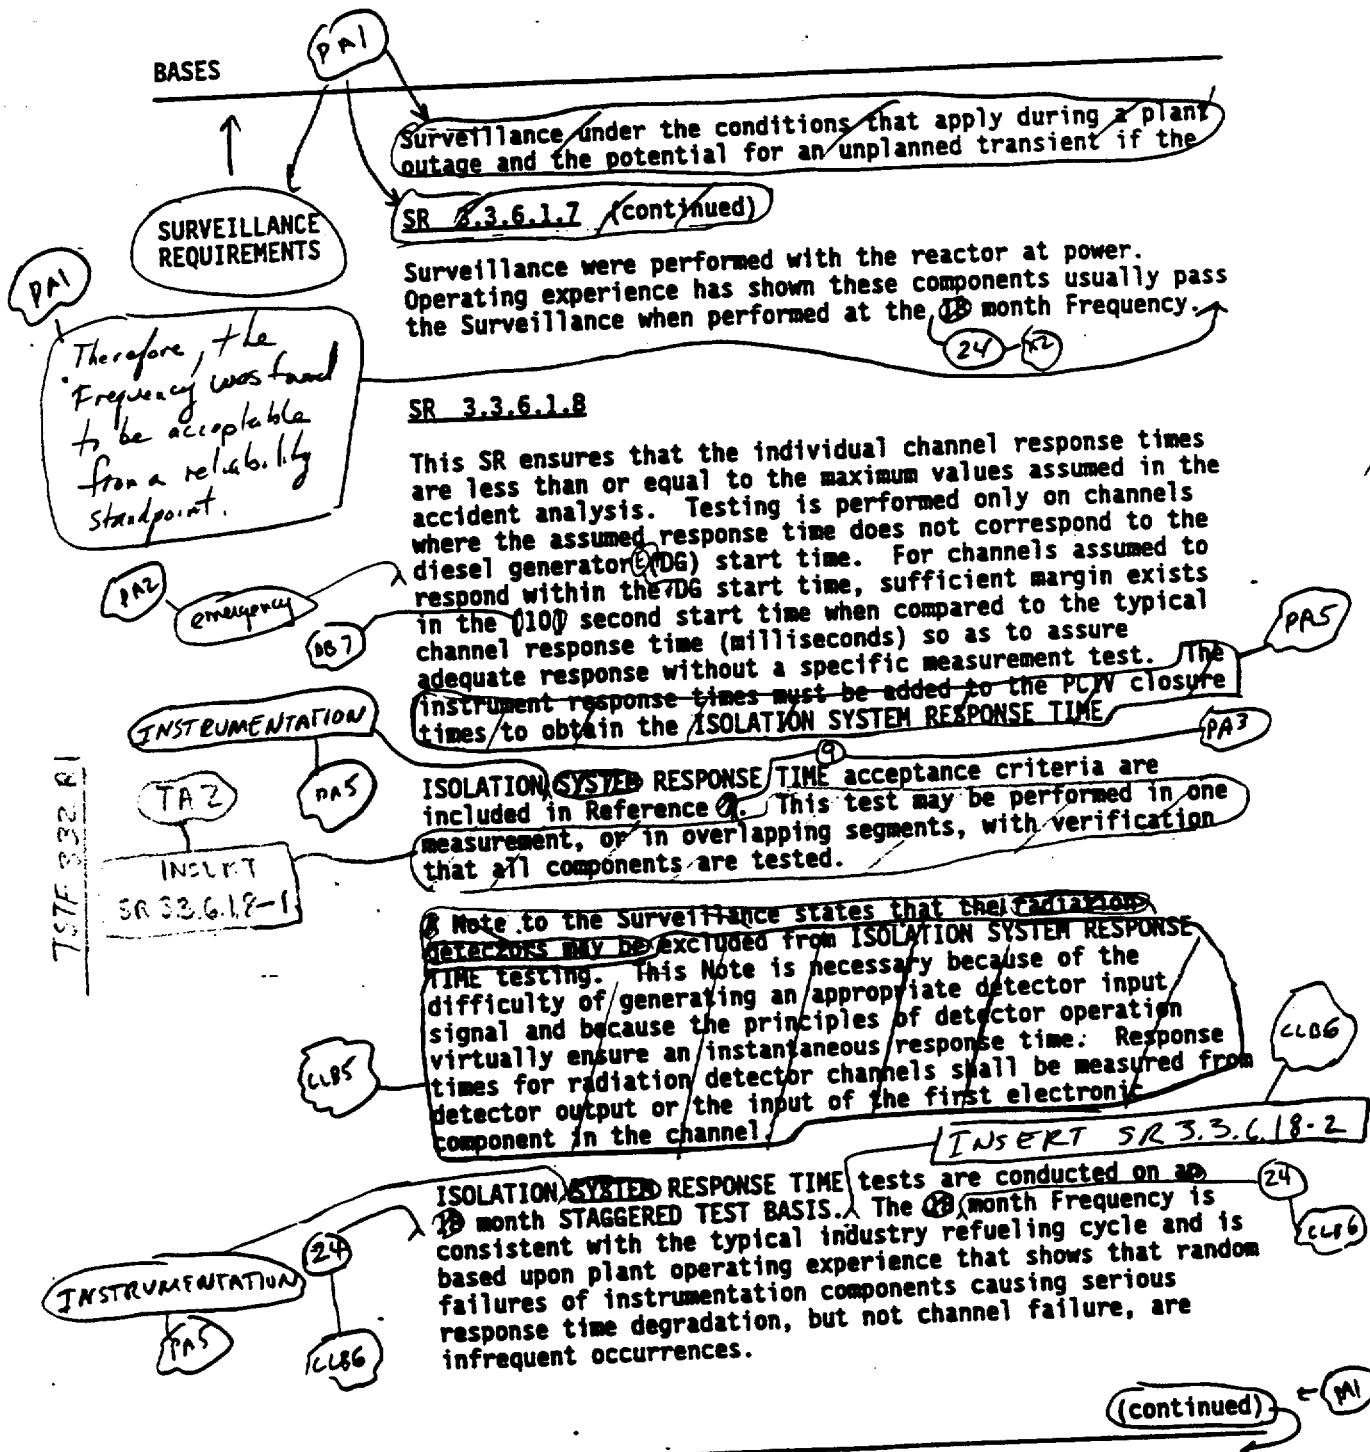 PA1
BASES
Surveillance under the conditions that apply during a plant
outage and the potential for an unplanned transient if the
SR 3.3.6.1.7 (continued)
SURVEILLANCE
REQUIREMENTS
Surveillance were performed with the reactor at power.
Operating experience has shown these components usually pass
the Surveillance when performed at the 18 month Frequency.
24 X2
PA1
Therefore, the
Frequency was found
to be acceptable
from a reliability
standpoint.
SR 3.3.6.1.8
This SR ensures that the individual channel response times
are less than or equal to the maximum values assumed in the
accident analysis. Testing is performed only on channels
where the assumed response time does not correspond to the
diesel generator (DG) start time. For channels assumed to
respond within the DG start time, sufficient margin exists
in the 10 second start time when compared to the typical
channel response time (milliseconds) so as to assure
adequate response without a specific measurement test. The
instrument response times must be added to the PCIV closure
times to obtain the ISOLATION SYSTEM RESPONSE TIME
E
PA2
emergency
DB7
PA5
INSTRUMENTATION
PA5
9
PA3
ISOLATION SYSTEM RESPONSE TIME acceptance criteria are
included in Reference . This test may be performed in one
measurement, or in overlapping segments, with verification
that all components are tested.
TSTF 332 R1
TA2
INSERT
SR 3.3.6.1.8-1
A Note to the Surveillance states that the radiation
detectors may be excluded from ISOLATION SYSTEM RESPONSE
TIME testing. This Note is necessary because of the
difficulty of generating an appropriate detector input
signal and because the principles of detector operation
virtually ensure an instantaneous response time. Response
times for radiation detector channels shall be measured from
detector output or the input of the first electronic
component in the channel.
CLB5
CLB6
INSERT SR 3.3.6.1.8-2
ISOLATION SYSTEM RESPONSE TIME tests are conducted on an
18 month STAGGERED TEST BASIS. The 18 month Frequency is
consistent with the typical industry refueling cycle and is
based upon plant operating experience that shows that random
failures of instrumentation components causing serious
response time degradation, but not channel failure, are
infrequent occurrences.
24
CLB6
INSTRUMENTATION
PA5
24
CLB6
(continued)
PA1